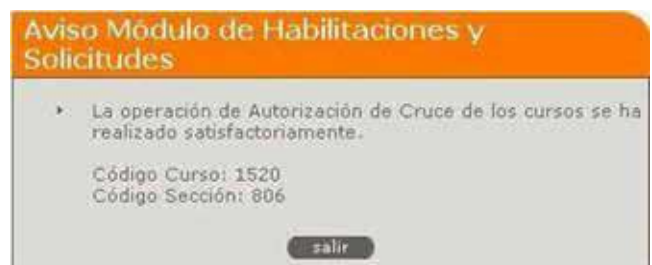 Aviso Módulo de Habilitaciones y
Solicitudes
La operación de Autorización de Cruce de los cursos se ha
realizado satisfactoriamente.
Código Curso: 1520
Código Sección: 806
salir